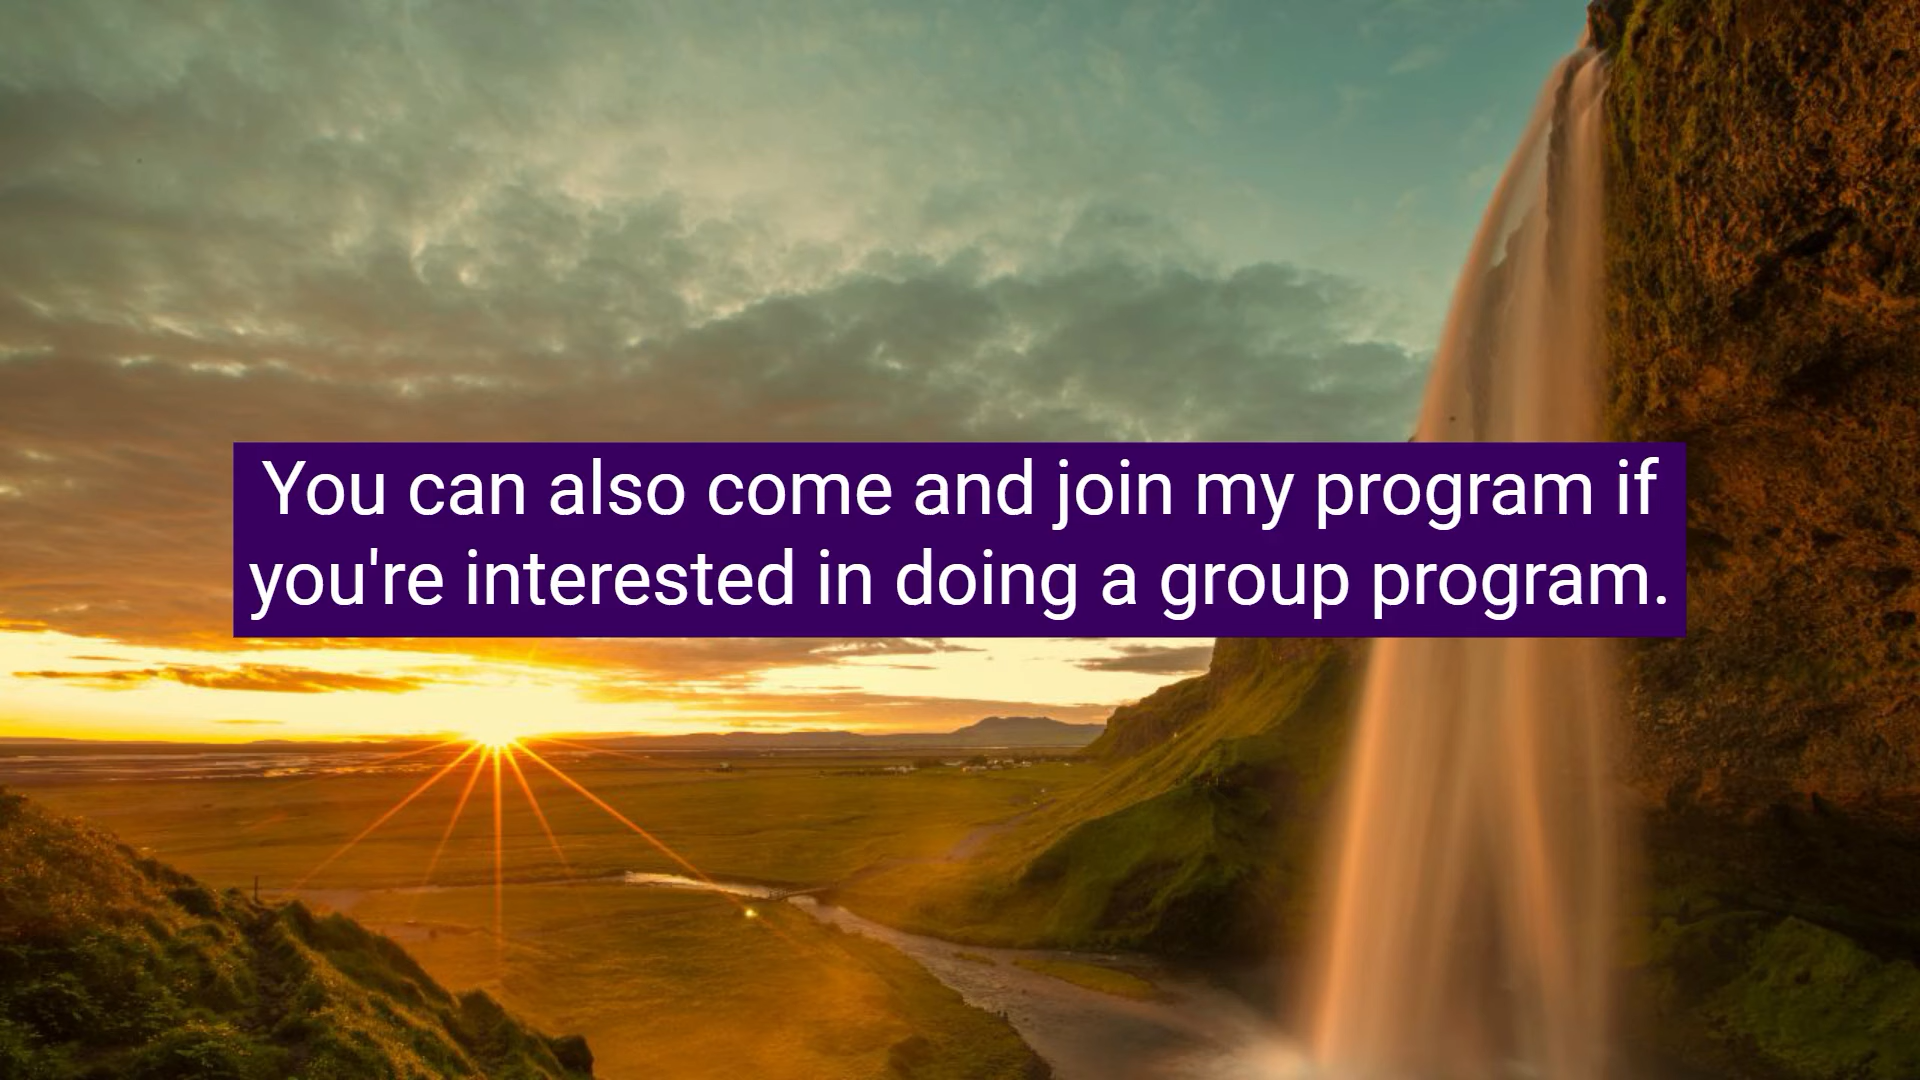 You can also come and join my program if
you're interested in doing a group program.